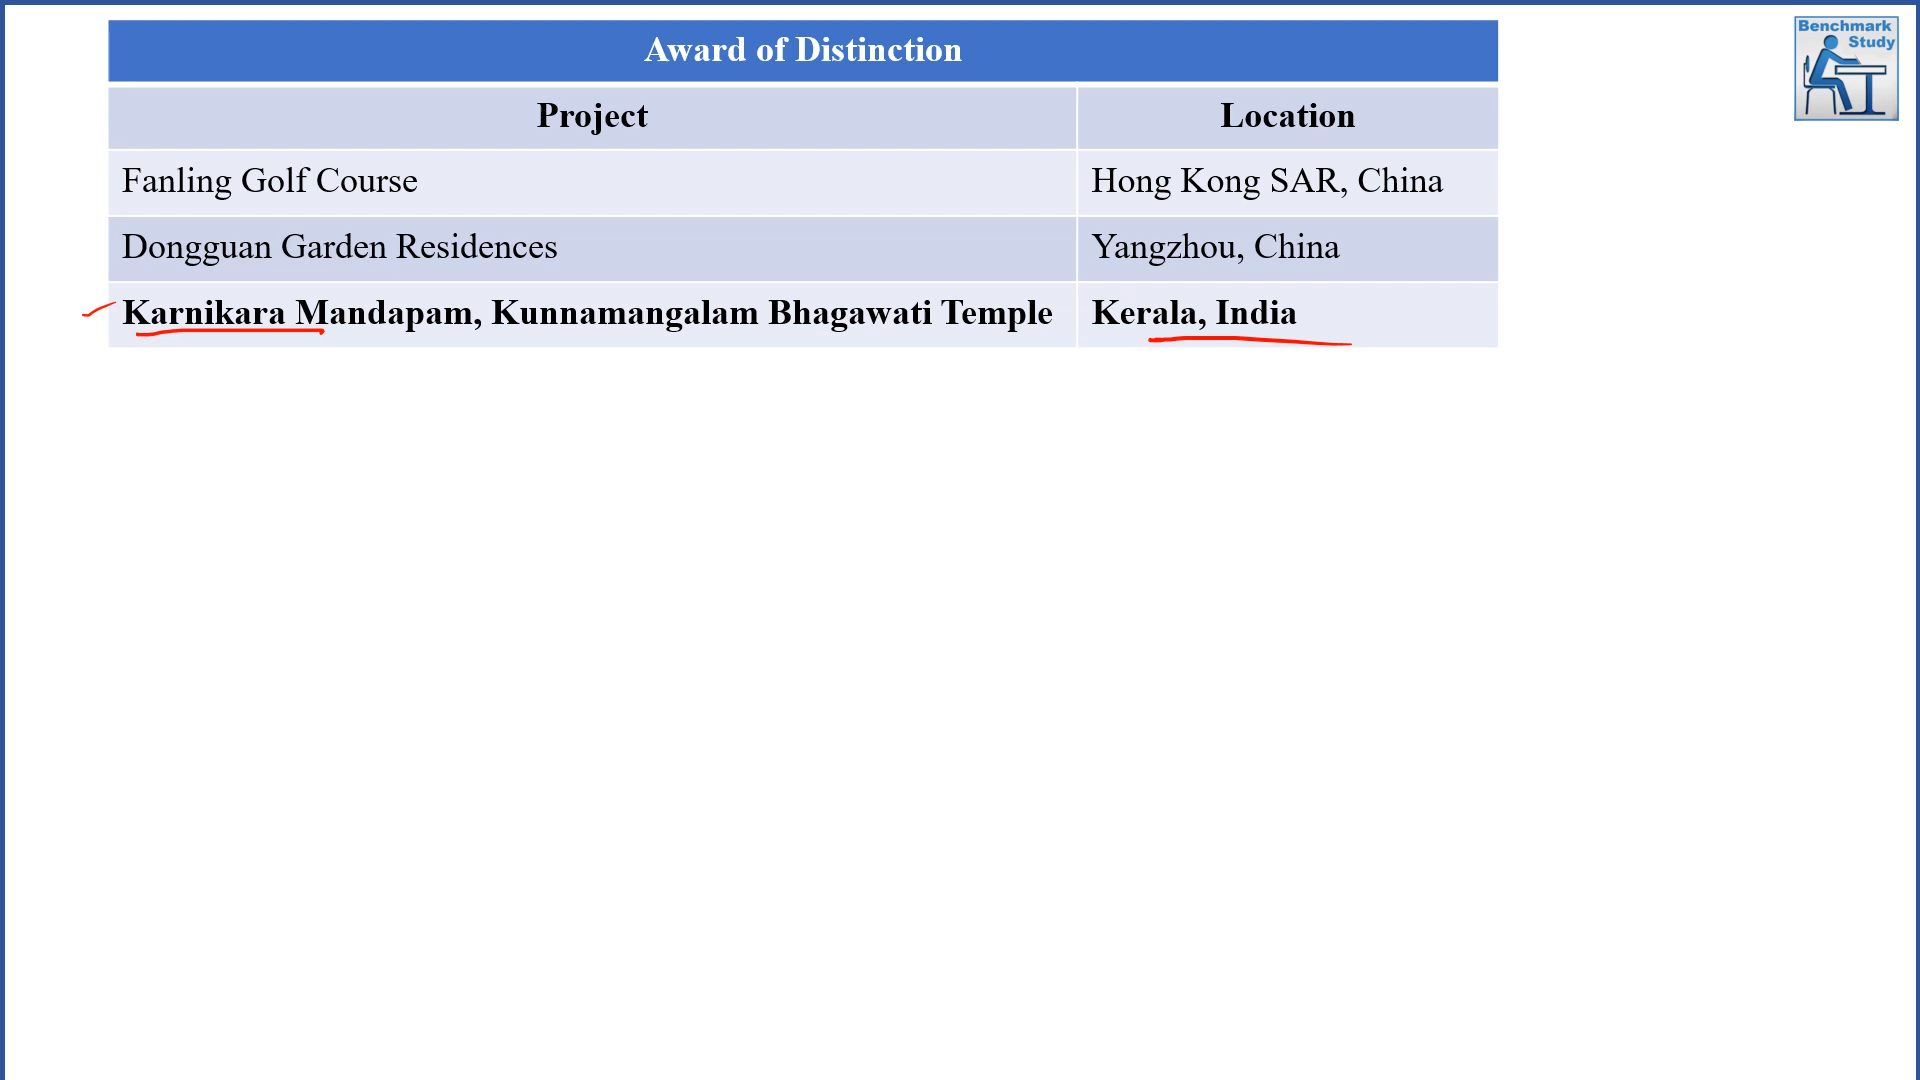 Award of Distinction
Project Location
Fanling Golf Course Hong Kong SAR, China
Dongguan Garden Residences Yangzhou, China
Karnikara Mandapam, Kunnamangalam Bhagawati Temple Kerala, India
Benchmark
Study